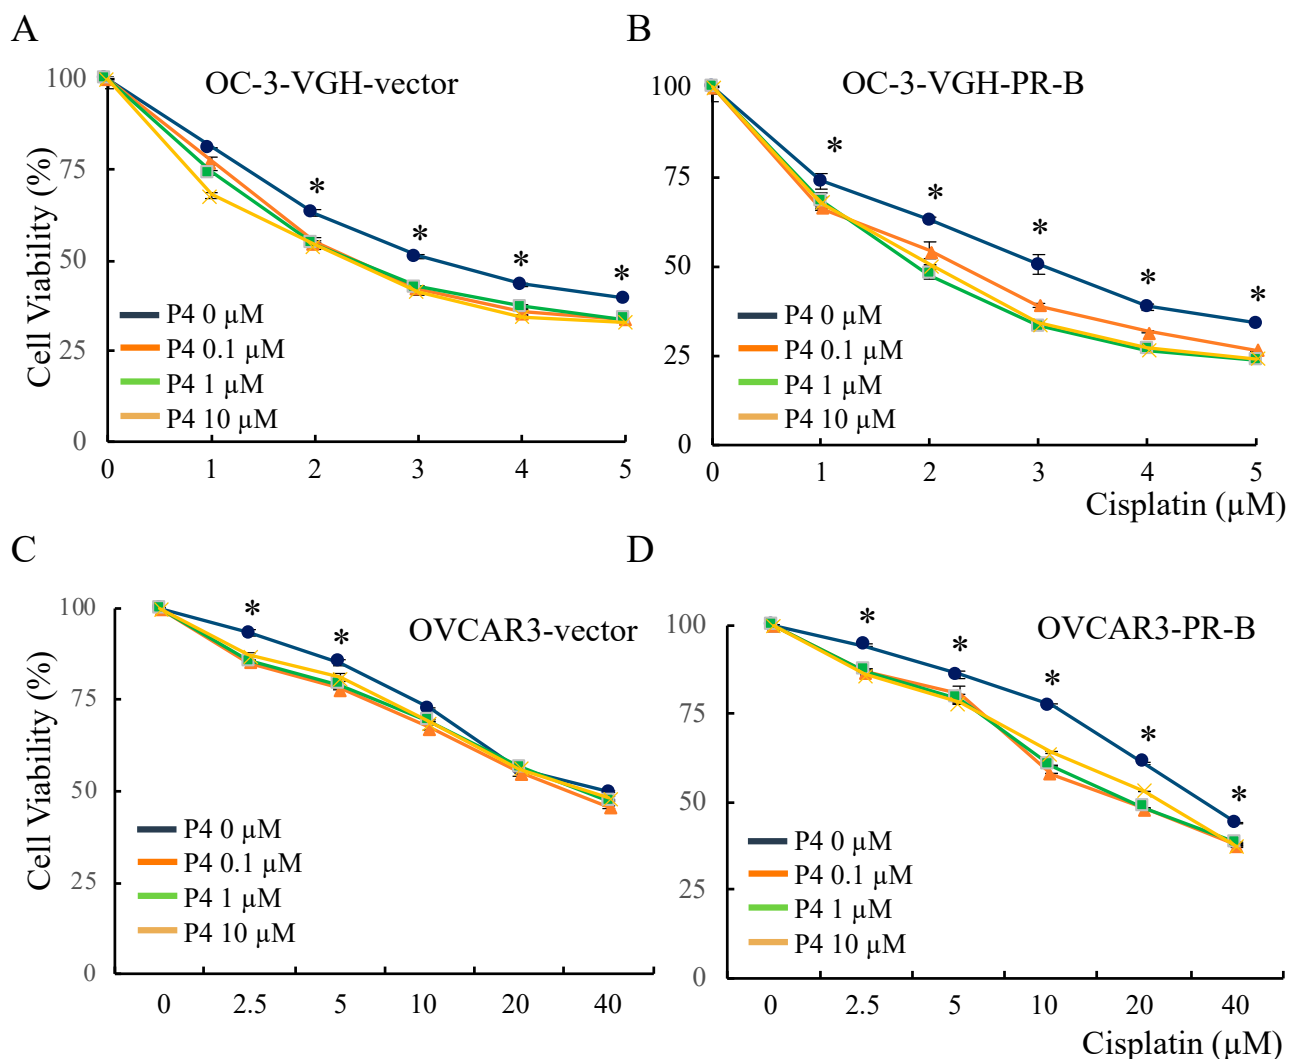 A
OC-3-VGH-vector
Cell Viability (%)
100
75
50
25
0
* * * *
P4 0 µM
P4 0.1 µM
P4 1 µM
P4 10 µM
0 1 2 3 4 5
B
OC-3-VGH-PR-B
100
75
50
25
0
* * * * *
P4 0 µM
P4 0.1 µM
P4 1 µM
P4 10 µM
0 1 2 3 4 5
Cisplatin (µM)
C
OVCAR3-vector
Cell Viability (%)
100
75
50
25
0
* *
P4 0 µM
P4 0.1 µM
P4 1 µM
P4 10 µM
0 2.5 5 10 20 40
D
OVCAR3-PR-B
100
75
50
25
0
* * * * *
P4 0 µM
P4 0.1 µM
P4 1 µM
P4 10 µM
0 2.5 5 10 20 40
Cisplatin (µM)